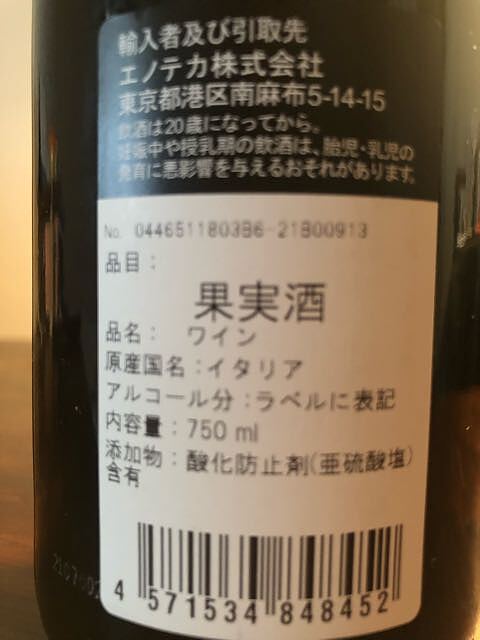 輸入者及び引取先
エノテカ株式会社
東京都港区南麻布5-14-15
飲酒は20歳になってから。
妊娠中や授乳期の飲酒は、胎児・乳児の
発育に悪影響を与えるおそれがあります。
No. 0446511803B6-21B00913
品目：
果実酒
品名： ワイン
原産国名：イタリア
アルコール分：ラベルに表記
内容量：750 ml
添加物：酸化防止剤(亜硫酸塩)
含有
4 571534 848452